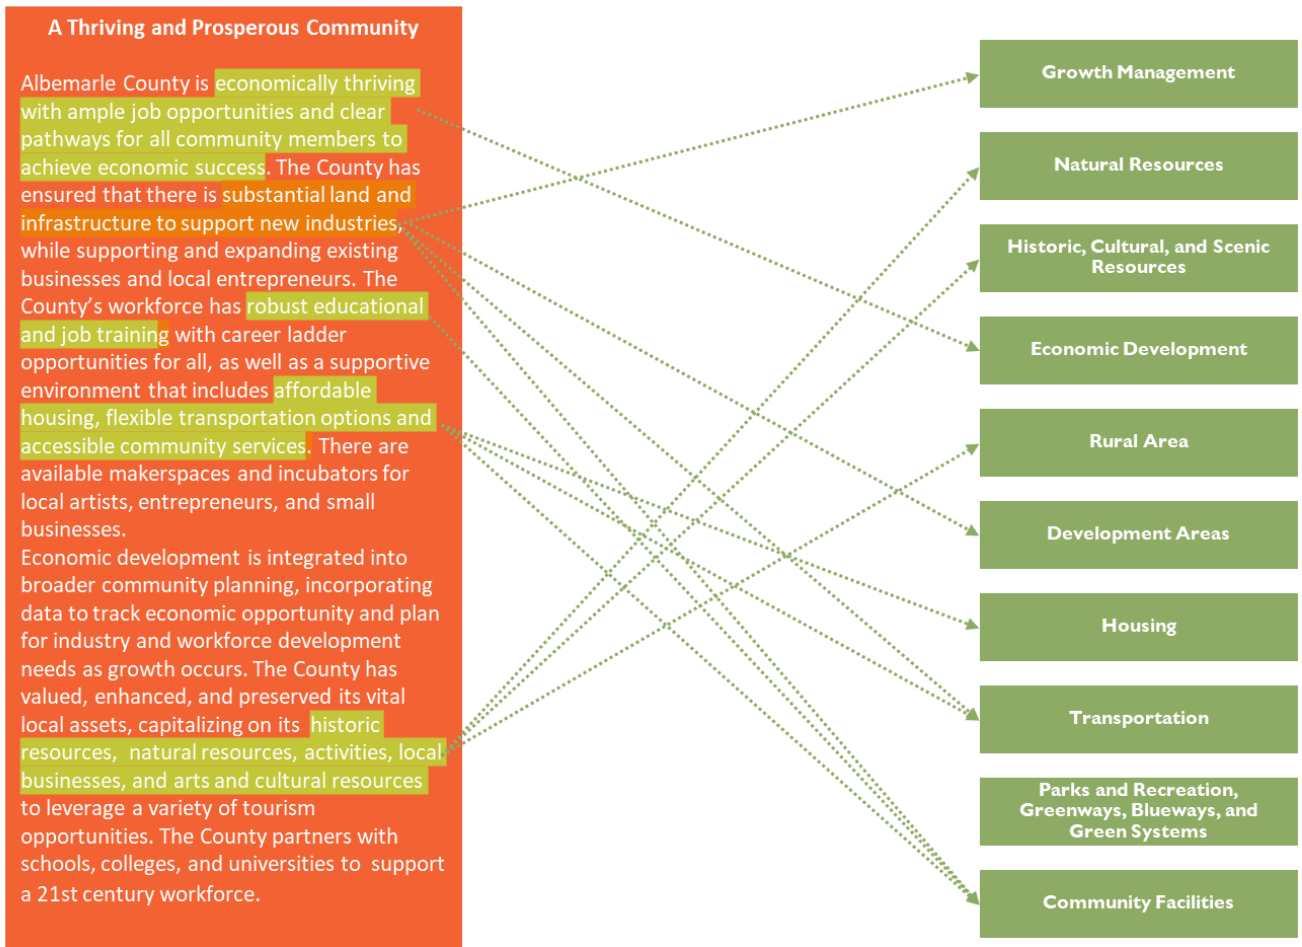 A Thriving and Prosperous Community
Albemarle County is economically thriving
with ample job opportunities and clear
pathways for all community members to
achieve economic success. The County has
ensured that there is substantial land and
infrastructure to support new industries,
while supporting and expanding existing
businesses and local entrepreneurs. The
County’s workforce has robust educational
and job training with career ladder
opportunities for all, as well as a supportive
environment that includes affordable
housing, flexible transportation options and
accessible community services. There are
available makerspaces and incubators for
local artists, entrepreneurs, and small
businesses.
Economic development is integrated into
broader community planning, incorporating
data to track economic opportunity and plan
for industry and workforce development
needs as growth occurs. The County has
valued, enhanced, and preserved its vital
local assets, capitalizing on its historic
resources, natural resources, activities, local
businesses, and arts and cultural resources
to leverage a variety of tourism
opportunities. The County partners with
schools, colleges, and universities to support
a 21st century workforce.
Growth Management
Natural Resources
Historic, Cultural, and Scenic
Resources
Economic Development
Rural Area
Development Areas
Housing
Transportation
Parks and Recreation,
Greenways, Blueways, and
Green Systems
Community Facilities